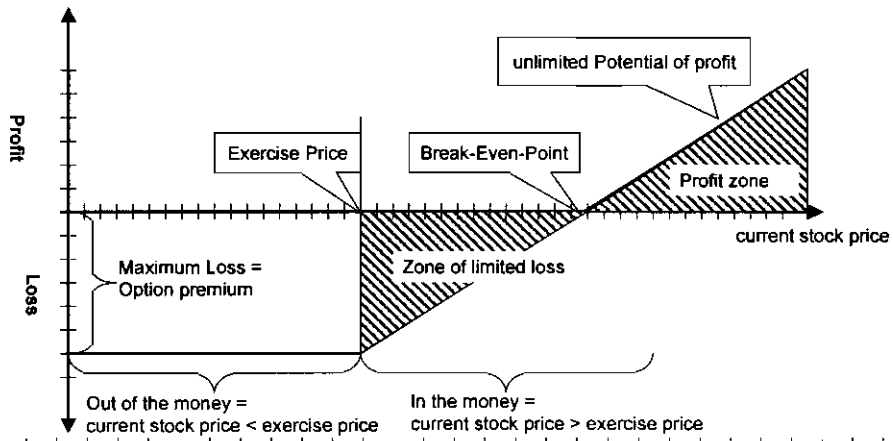 unlimited Potential of profit
Profit
Exercise Price
Break-Even-Point
Profit zone
current stock price
Loss
Maximum Loss =
Option premium
Zone of limited loss
Out of the money =
current stock price < exercise price
In the money =
current stock price > exercise price